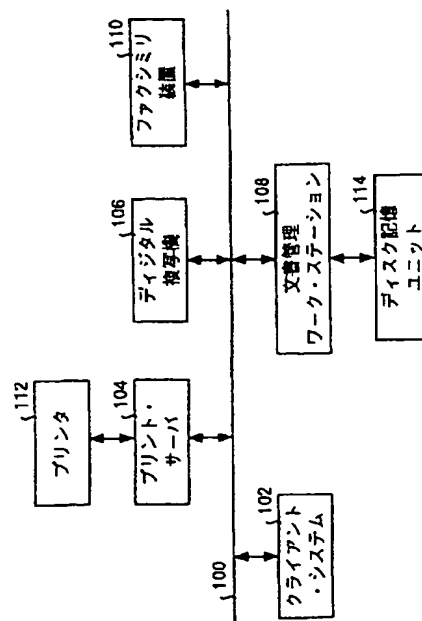 112
プリンタ
104
プリント・
サーバ
106
ディジタル
複写機
110
ファクシミリ
装置
100
102
クライアント
・システム
108
文書管理
ワーク・ステーション
114
ディスク記憶
ユニット